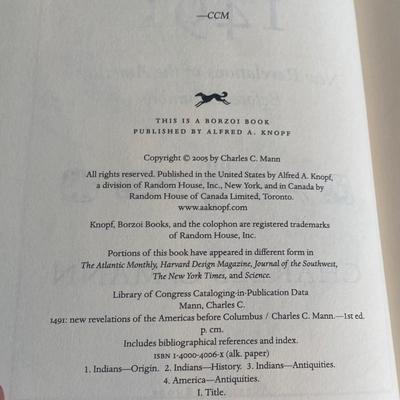 —CCM
THIS IS A BORZOI BOOK
PUBLISHED BY ALFRED A. KNOPF
Copyright © 2005 by Charles C. Mann
All rights reserved. Published in the United States by Alfred A. Knopf,
a division of Random House, Inc., New York, and in Canada by
Random House of Canada Limited, Toronto.
www.aaknopf.com
Knopf, Borzoi Books, and the colophon are registered trademarks
of Random House, Inc.
Portions of this book have appeared in different form in
The Atlantic Monthly, Harvard Design Magazine, Journal of the Southwest,
The New York Times, and Science.
Library of Congress Cataloging-in-Publication Data
Mann, Charles C.
1491: new revelations of the Americas before Columbus / Charles C. Mann.—1st ed.
p. cm.
Includes bibliographical references and index.
ISBN 1-4000-4006-X (alk. paper)
1. Indians—Origin. 2. Indians—History. 3. Indians—Antiquities.
4. America—Antiquities.
I. Title.